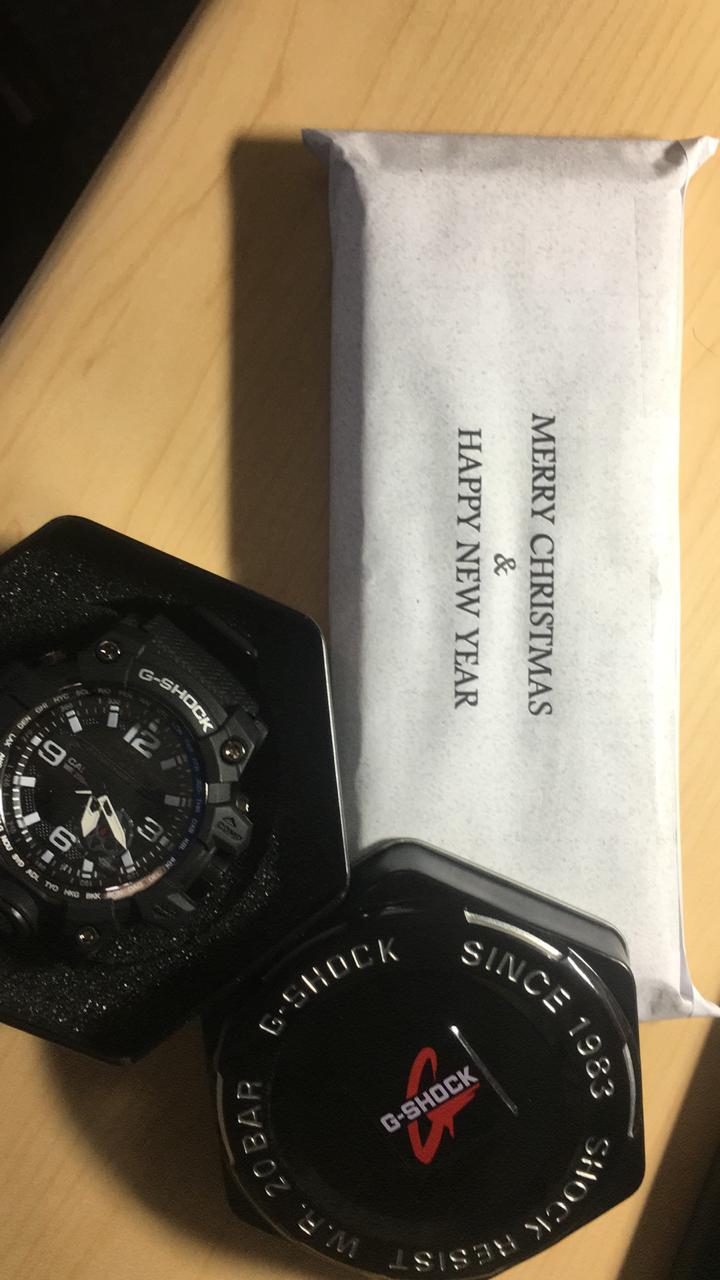 MERRY CHRISTMAS
&
HAPPY NEW YEAR
G-SHOCK
12
3
6
9
G-SHOCK
SINCE 1983
SHOCK RESIST
W.R. 20BAR
G-SHOCK